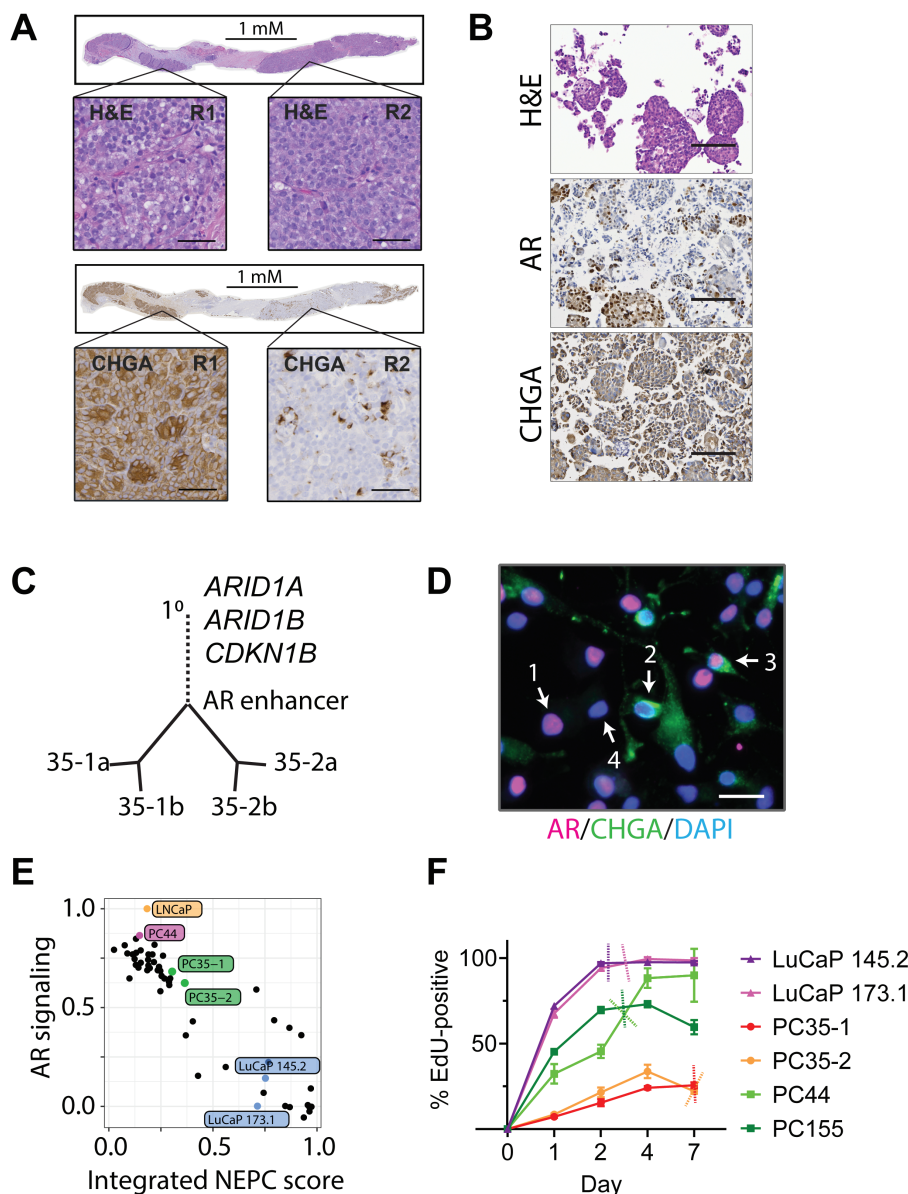 A
1 mM
H&E R1
H&E R2
1 mM
CHGA R1
CHGA R2
B
H&E
AR
CHGA
C
1º
ARID1A
ARID1B
CDKN1B
AR enhancer
35-1a
35-2a
35-1b
35-2b
D
1
2
3
4
AR/CHGA/DAPI
E
AR signaling
1.0
0.5
0.0
LNCaP
PC44
PC35−1
PC35−2
LuCaP 145.2
LuCaP 173.1
0.0 0.5 1.0
Integrated NEPC score
F
% EdU-positive
100
50
0
0 1 2 4 7
Day
LuCaP 145.2
LuCaP 173.1
PC35-1
PC35-2
PC44
PC155